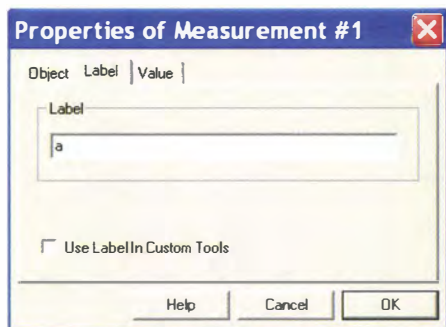 Properties of Measurement #1
Object Label Value
Label
a
Use Label In Custom Tools
Help Cancel OK